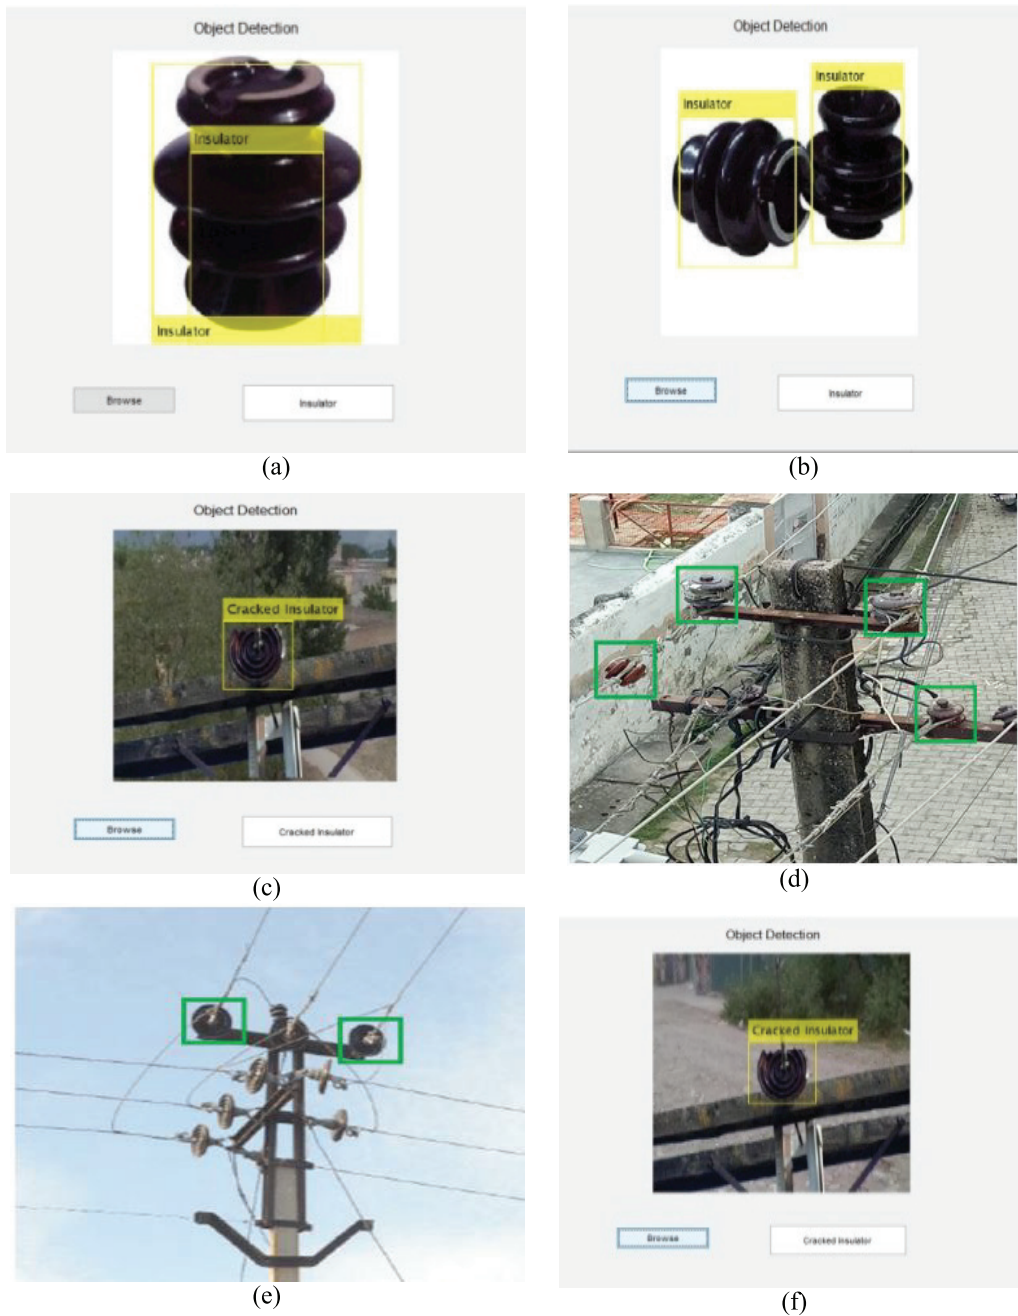 Object Detection
Insulator
Insulator
Browse
Insulator
(a)
Object Detection
Insulator
Insulator
Browse
Insulator
(b)
Object Detection
Cracked Insulator
Browse
Cracked Insulator
(c)
(d)
(e)
Object Detection
Cracked Insulator
Browse
Cracked Insulator
(f)